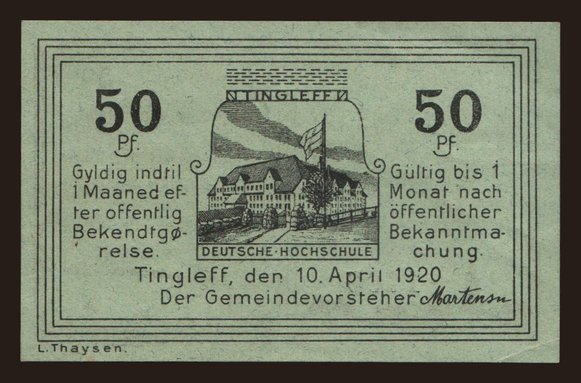 TINGLEFF
50
Pf.
50
Pf.
Gyldig indtil
1 Maaned ef-
ter offentlig
Bekendtgø-
relse.
Gültig bis 1
Monat nach
öffentlicher
Bekanntma-
chung.
DEUTSCHE-HOCHSCHULE
Tingleff, den 10. April 1920
Der Gemeindevorsteher Martensen
L. Thaysen.